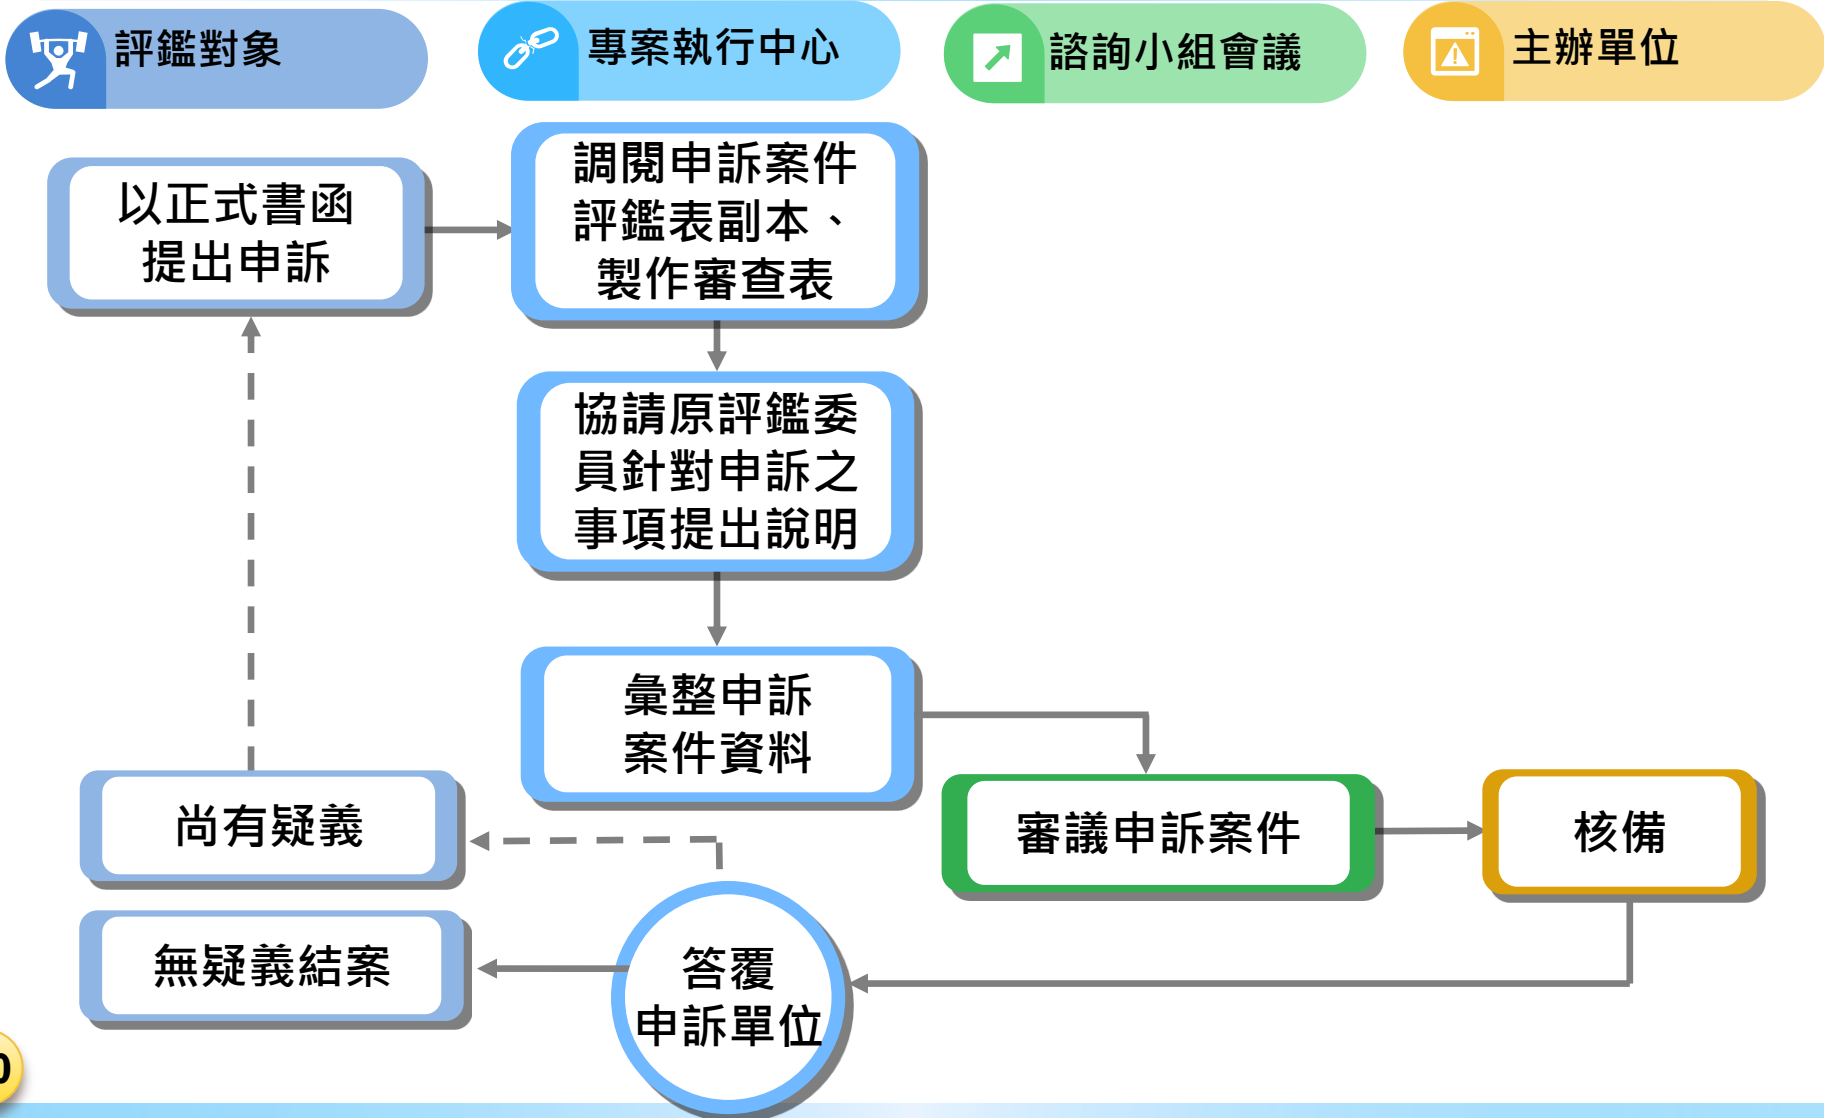 評鑑對象
專案執行中心
諮詢小組會議
主辦單位
以正式書函
提出申訴
調閱申訴案件
評鑑表副本、
製作審查表
協請原評鑑委
員針對申訴之
事項提出說明
彙整申訴
案件資料
審議申訴案件
核備
尚有疑義
無疑義結案
答覆
申訴單位